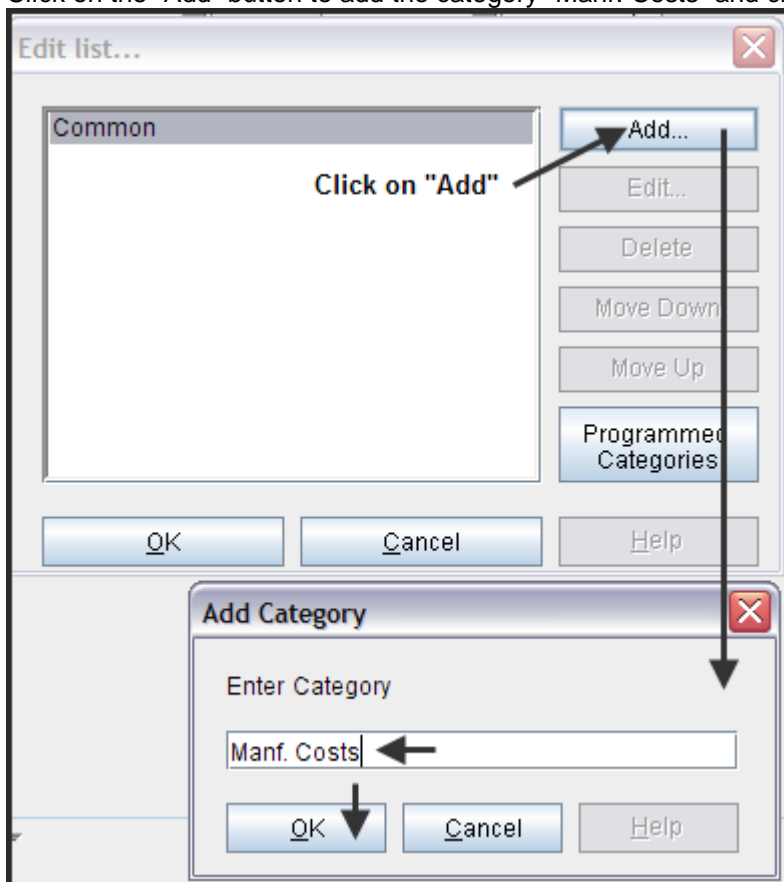 Click on the "Add" button to add the category "Manf. Costs" and
Edit list...
Common
Add...
Click on "Add"
Edit...
Delete
Move Down
Move Up
Programmed
Categories
OK
Cancel
Help
Add Category
Enter Category
Manf. Costs
OK
Cancel
Help